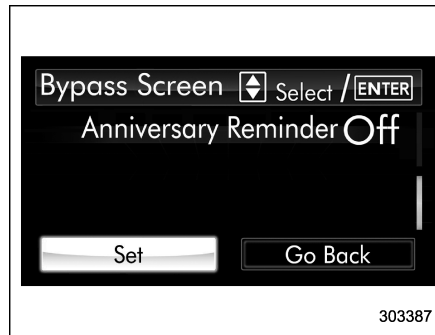 Bypass Screen Select / ENTER
Anniversary Reminder Off
Set Go Back
303387